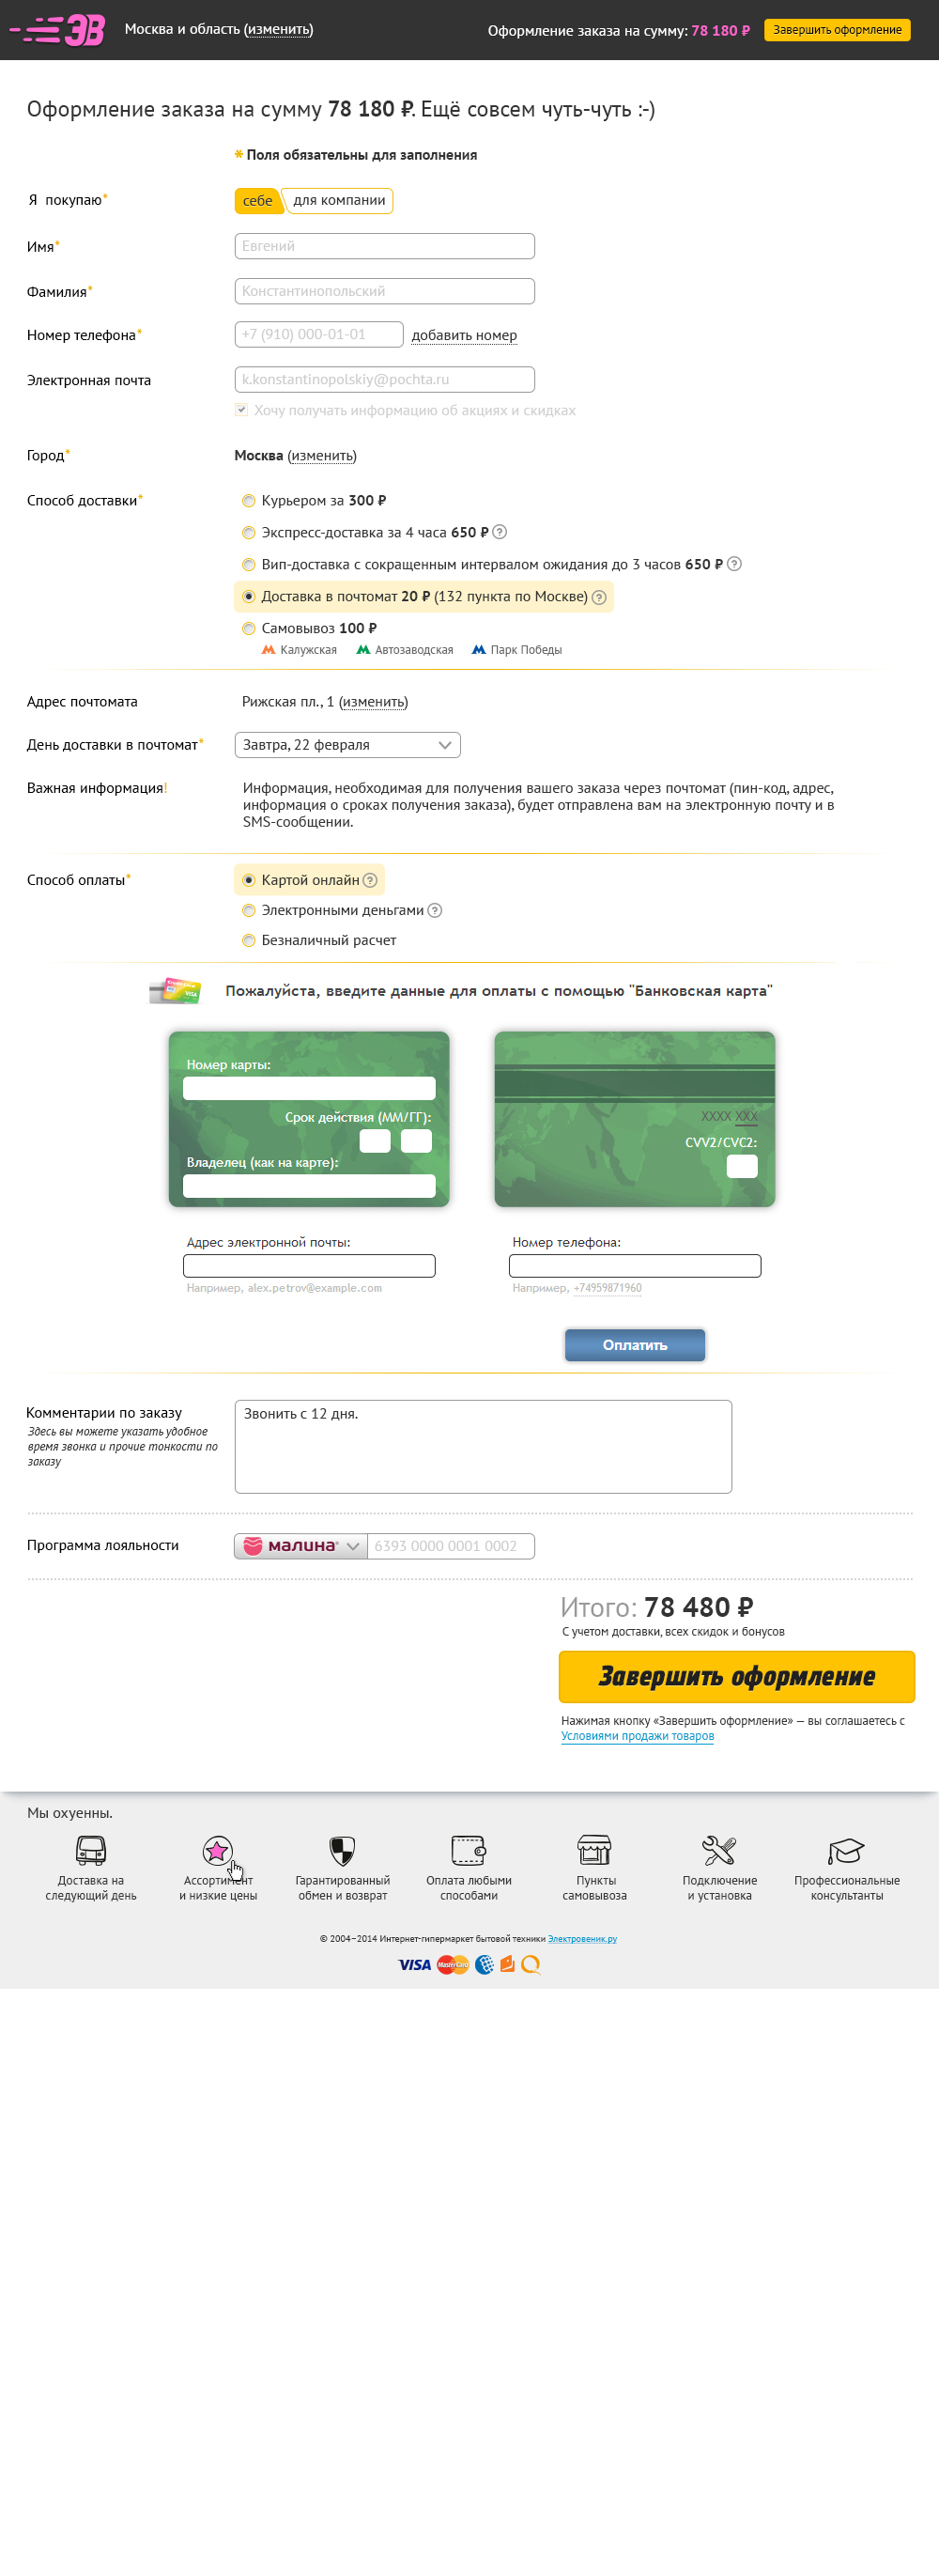 ЭВ
Москва и область (изменить)
Оформление заказа на сумму: 78 180 ₽
Завершить оформление
Оформление заказа на сумму 78 180 ₽. Ещё совсем чуть-чуть :-)
* Поля обязательны для заполнения
Я покупаю*
себе
для компании
Имя*
Евгений
Фамилия*
Константинопольский
Номер телефона*
+7 (910) 000-01-01
добавить номер
Электронная почта
k.konstantinopolskiy@pochta.ru
Хочу получать информацию об акциях и скидках
Город*
Москва (изменить)
Способ доставки*
Курьером за 300 ₽
Экспресс-доставка за 4 часа 650 ₽ ?
Вип-доставка с сокращенным интервалом ожидания до 3 часов 650 ₽ ?
Доставка в почтомат 20 ₽ (132 пункта по Москве) ?
Самовывоз 100 ₽
Калужская
Автозаводская
Парк Победы
Адрес почтомата
Рижская пл., 1 (изменить)
День доставки в почтомат*
Завтра, 22 февраля
Важная информация!
Информация, необходимая для получения вашего заказа через почтомат (пин-код, адрес,
информация о сроках получения заказа), будет отправлена вам на электронную почту и в
SMS-сообщении.
Способ оплаты*
Картой онлайн ?
Электронными деньгами ?
Безналичный расчет
Пожалуйста, введите данные для оплаты с помощью "Банковская карта"
Номер карты:
Срок действия (ММ/ГГ):
Владелец (как на карте):
XXXX XXX
CVV2/CVC2:
Адрес электронной почты:
Например, alex.petrov@example.com
Номер телефона:
Например, +74959871960
Оплатить
Комментарии по заказу
Здесь вы можете указать удобное
время звонка и прочие тонкости по
заказу
Звонить с 12 дня.
Программа лояльности
малина
6393 0000 0001 0002
Итого: 78 480 ₽
С учетом доставки, всех скидок и бонусов
Завершить оформление
Нажимая кнопку «Завершить оформление» — вы соглашаетесь с
Условиями продажи товаров
Мы охуенны.
Доставка на
следующий день
Ассортимент
и низкие цены
Гарантированный
обмен и возврат
Оплата любыми
способами
Пункты
самовывоза
Подключение
и установка
Профессиональные
консультанты
© 2004–2014 Интернет-гипермаркет бытовой техники Электровеник.ру
VISA
MasterCard